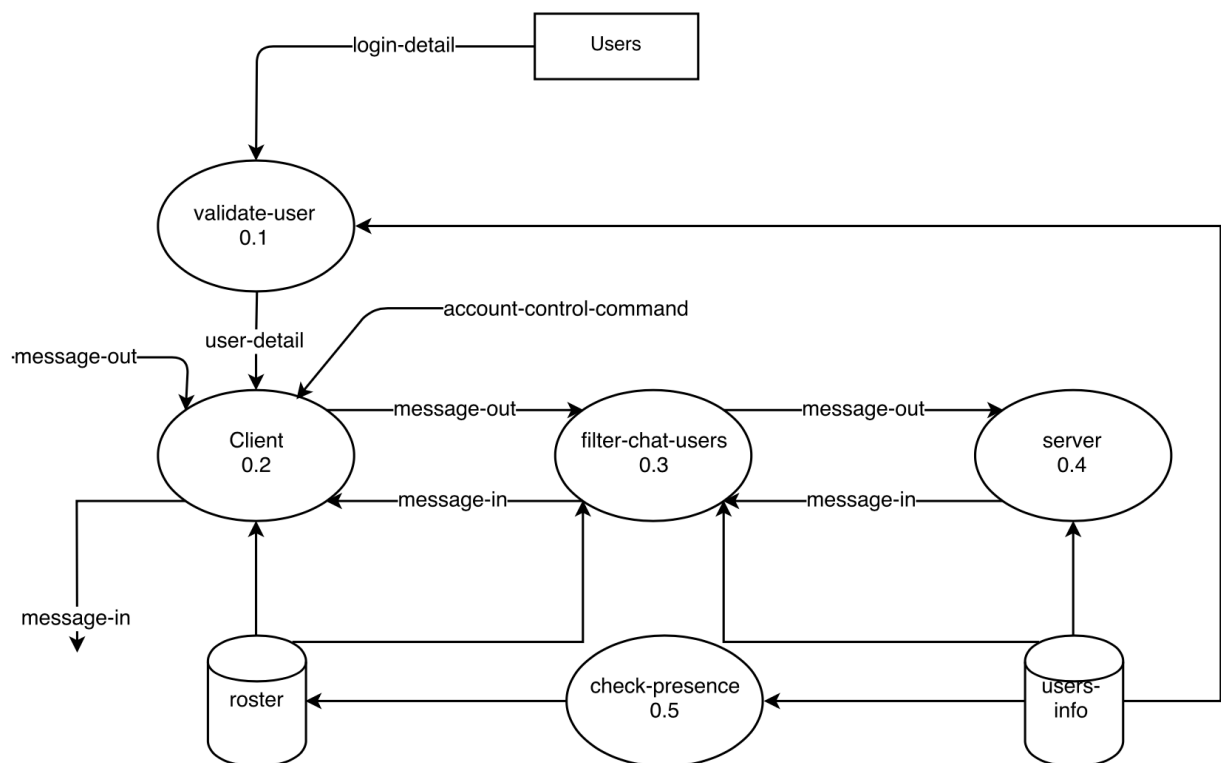 login-detail
Users
validate-user
0.1
account-control-command
user-detail
message-out
message-out
message-out
Client
0.2
filter-chat-users
0.3
server
0.4
message-in
message-in
message-in
roster
check-presence
0.5
users-
info